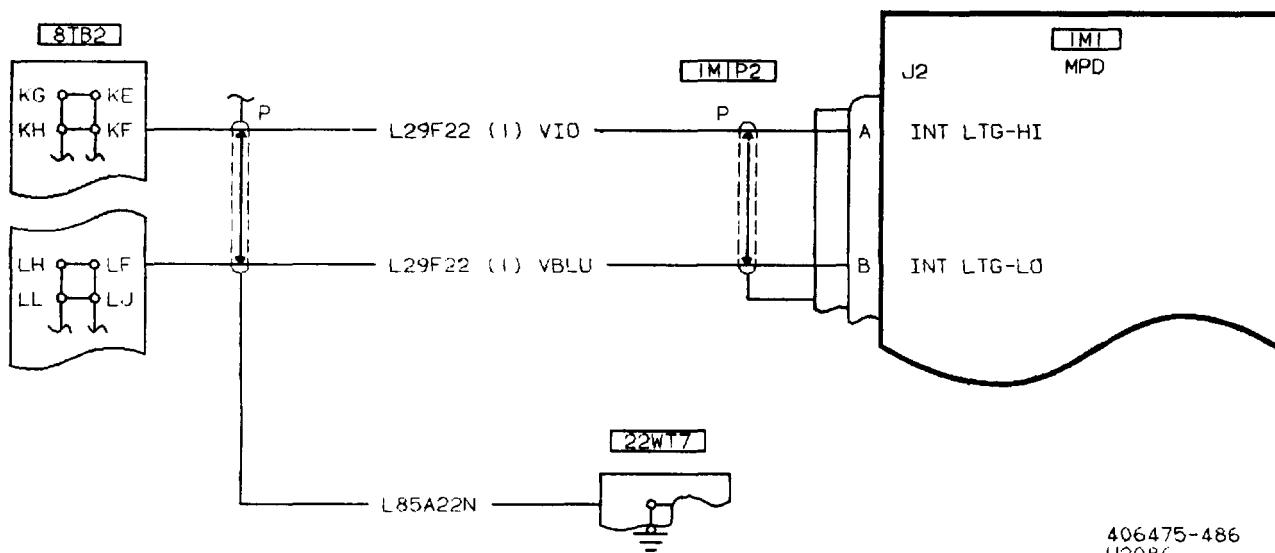 8TB2
1M1
MPD
J2
1M1P2
KG KE
KH KF
P
P
L29F22 (1) VIO
A
INT LTG-HI
LH LF
LL LJ
L29F22 (1) VBLU
B
INT LTG-LO
22WT7
L85A22N
406475-486